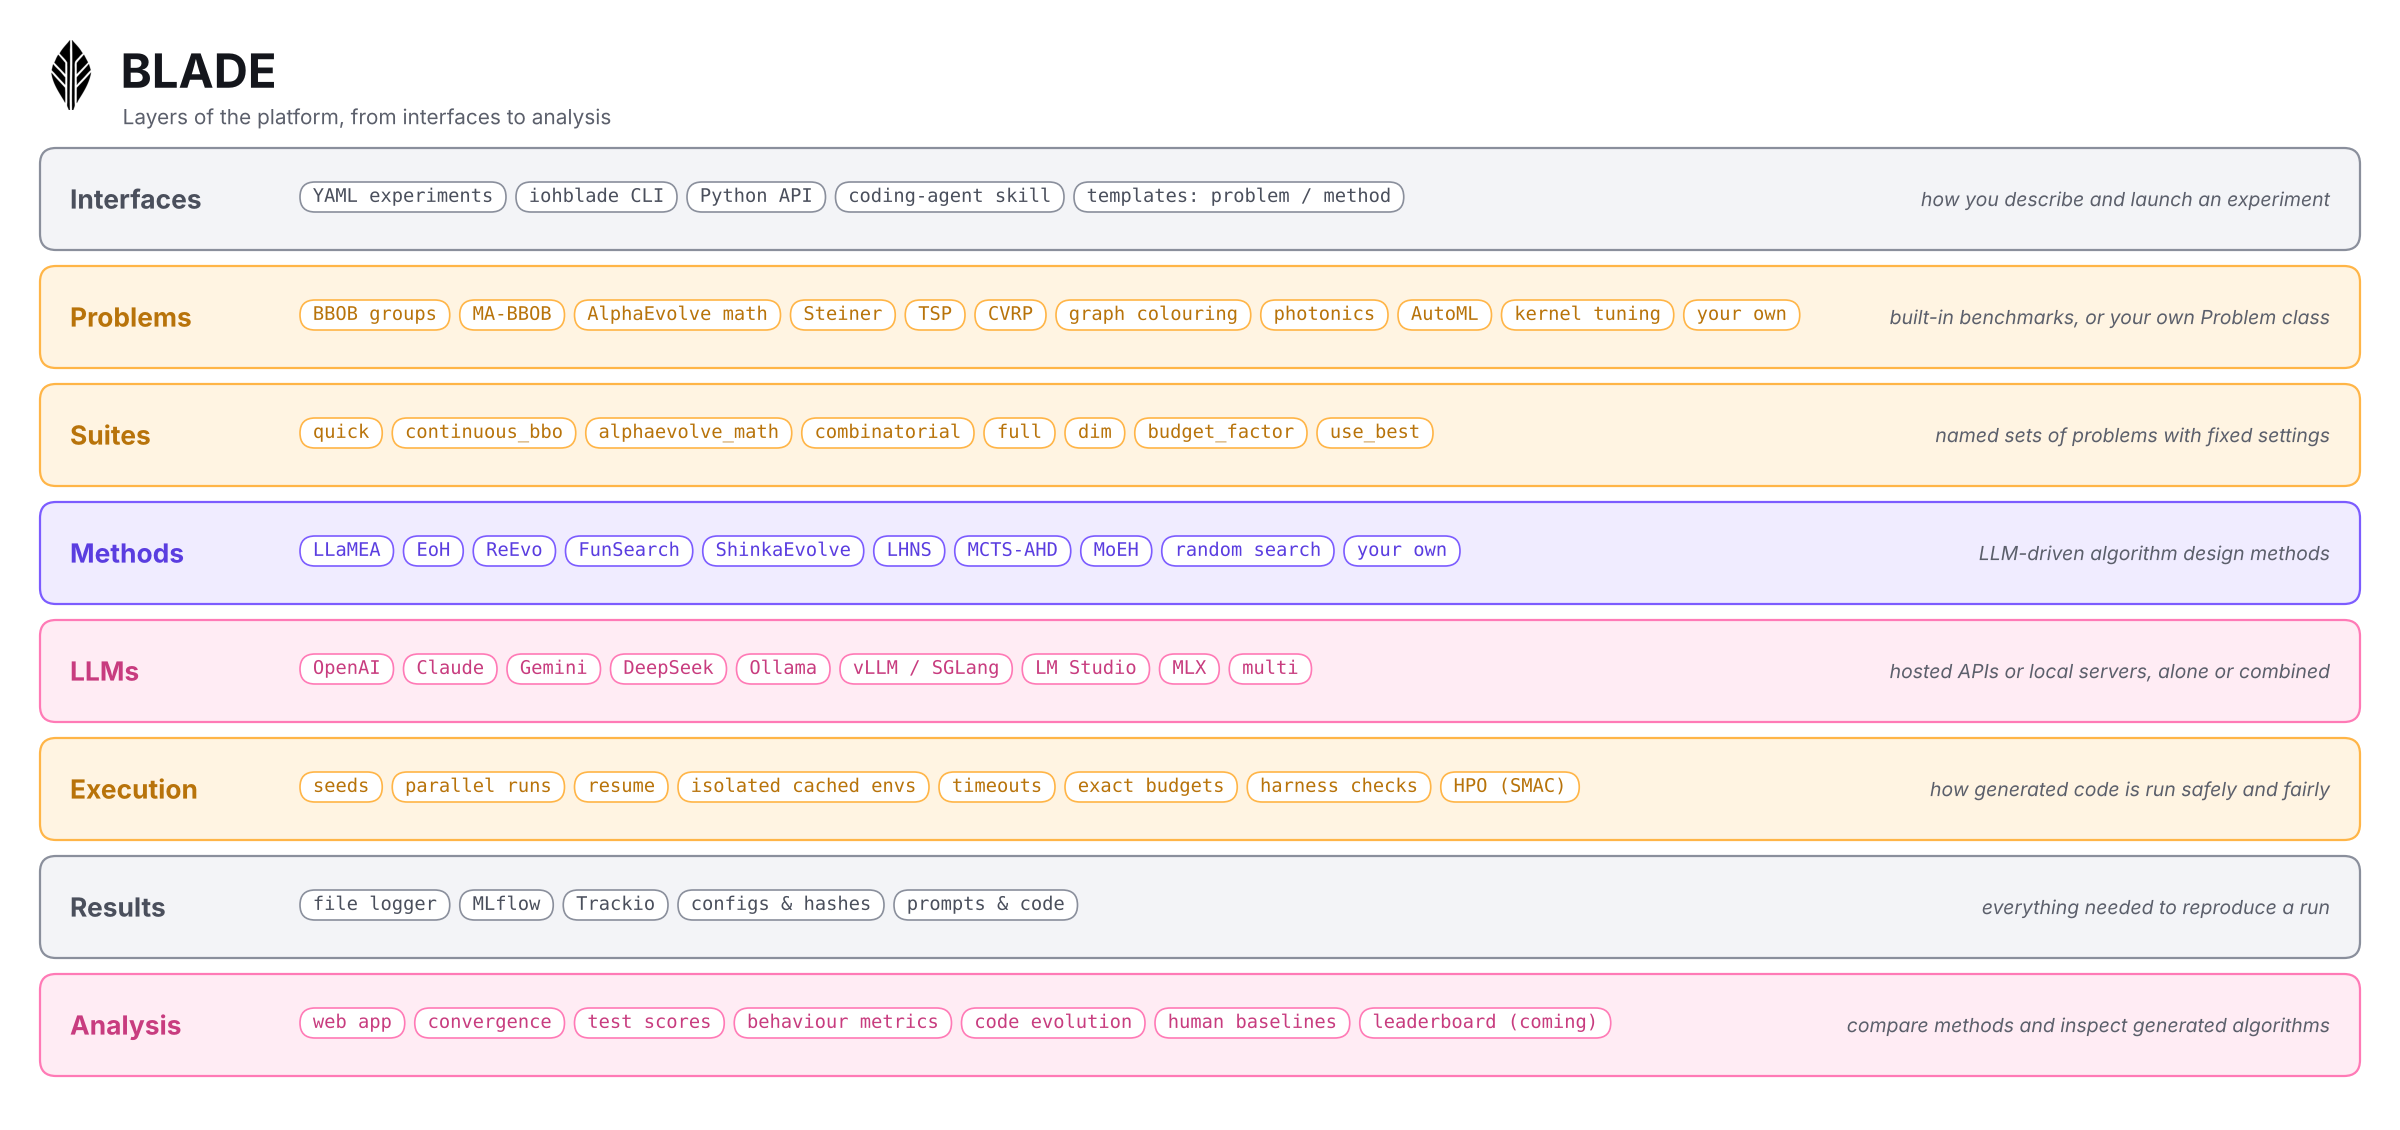 BLADE
Layers of the platform, from interfaces to analysis
Interfaces YAML experiments iohblade CLI Python API coding-agent skill templates: problem / method how you describe and launch an experiment
Problems BBOB groups MA-BBOB AlphaEvolve math Steiner TSP CVRP graph colouring photonics AutoML kernel tuning your own built-in benchmarks, or your own Problem class
Suites quick continuous_bbo alphaevolve_math combinatorial full dim budget_factor use_best named sets of problems with fixed settings
Methods LLaMEA EoH ReEvo FunSearch ShinkaEvolve LHNS MCTS-AHD MoEH random search your own LLM-driven algorithm design methods
LLMs OpenAI Claude Gemini DeepSeek Ollama vLLM / SGLang LM Studio MLX multi hosted APIs or local servers, alone or combined
Execution seeds parallel runs resume isolated cached envs timeouts exact budgets harness checks HPO (SMAC) how generated code is run safely and fairly
Results file logger MLflow Trackio configs & hashes prompts & code everything needed to reproduce a run
Analysis web app convergence test scores behaviour metrics code evolution human baselines leaderboard (coming) compare methods and inspect generated algorithms